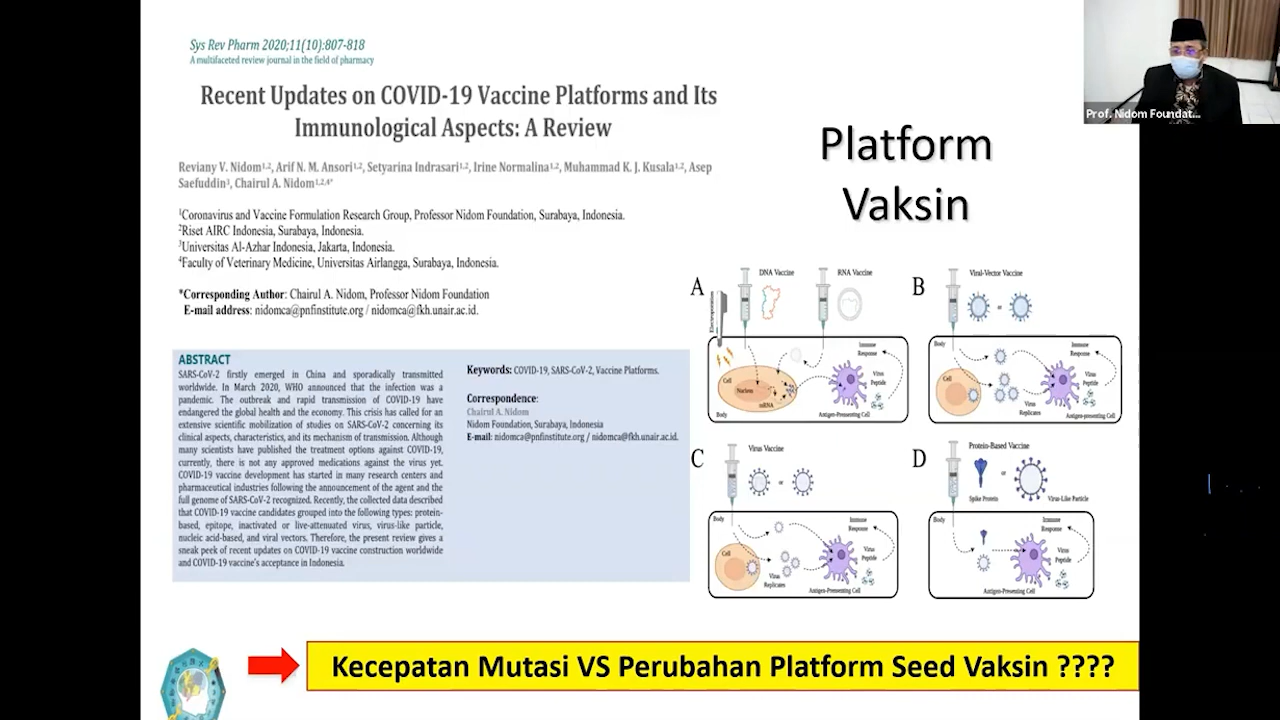 Sys Rev Pharm 2020;11(10):807-818
A multifaceted review journal in the field of pharmacy
Recent Updates on COVID-19 Vaccine Platforms and Its
Immunological Aspects: A Review
Reviany V. Nidom1,2, Arif N. M. Ansori1,2, Setyarina Indrasari1,2, Irine Normalina1,2, Muhammad K. J. Kusala1,2, Asep
Saefuddin3, Chairul A. Nidom1,2,4*
1Coronavirus and Vaccine Formulation Research Group, Professor Nidom Foundation, Surabaya, Indonesia.
2Riset AIRC Indonesia, Surabaya, Indonesia.
3Universitas Al-Azhar Indonesia, Jakarta, Indonesia.
4Faculty of Veterinary Medicine, Universitas Airlangga, Surabaya, Indonesia.
*Corresponding Author: Chairul A. Nidom, Professor Nidom Foundation
E-mail address: nidomca@pnfinstitute.org / nidomca@fkh.unair.ac.id.
ABSTRACT
SARS-CoV-2 firstly emerged in China and sporadically transmitted
worldwide. In March 2020, WHO announced that the infection was a
pandemic. The outbreak and rapid transmission of COVID-19 have
endangered the global health and the economy. This crisis has called for an
extensive scientific mobilization of studies on SARS-CoV-2 concerning its
clinical aspects, characteristics, and its mechanism of transmission. Although
many scientists have published the treatment options against COVID-19,
currently, there is not any approved medications against the virus yet.
COVID-19 vaccine development has started in many research centers and
pharmaceutical industries following the announcement of the agent and the
full genome of SARS-CoV-2 recognized. Recently, the collected data described
that COVID-19 vaccine candidates grouped into the following types: protein-
based, epitope, inactivated or live-attenuated virus, virus-like particle,
nucleic acid-based, and viral vectors. Therefore, the present review gives a
sneak peek of recent updates on COVID-19 vaccine construction worldwide
and COVID-19 vaccine's acceptance in Indonesia.
Keywords: COVID-19, SARS-CoV-2, Vaccine Platforms.
Correspondence:
Chairul A. Nidom
Nidom Foundation, Surabaya, Indonesia
E-mail: nidomca@pnfinstitute.org / nidomca@fkh.unair.ac.id.
Platform
Vaksin
A
DNA Vaccine
RNA Vaccine
Electroporation
Cell
Nucleus
mRNA
Body
Immune
Response
Virus
Peptide
Antigen-Presenting Cell
B
Viral-Vector Vaccine
or
Body
Cell
Virus
Replicates
Immune
Response
Virus
Peptide
Antigen-presenting Cell
C
Virus Vaccine
or
Body
Cell
Virus
Replicates
Immune
Response
Virus
Peptide
Antigen-Presenting Cell
D
Protein-Based Vaccine
or
Spike Protein
Virus-Like Particle
Body
Immune
Response
Virus
Peptide
Antigen-Presenting Cell
Kecepatan Mutasi VS Perubahan Platform Seed Vaksin ????
Prof. Nidom Foundat...